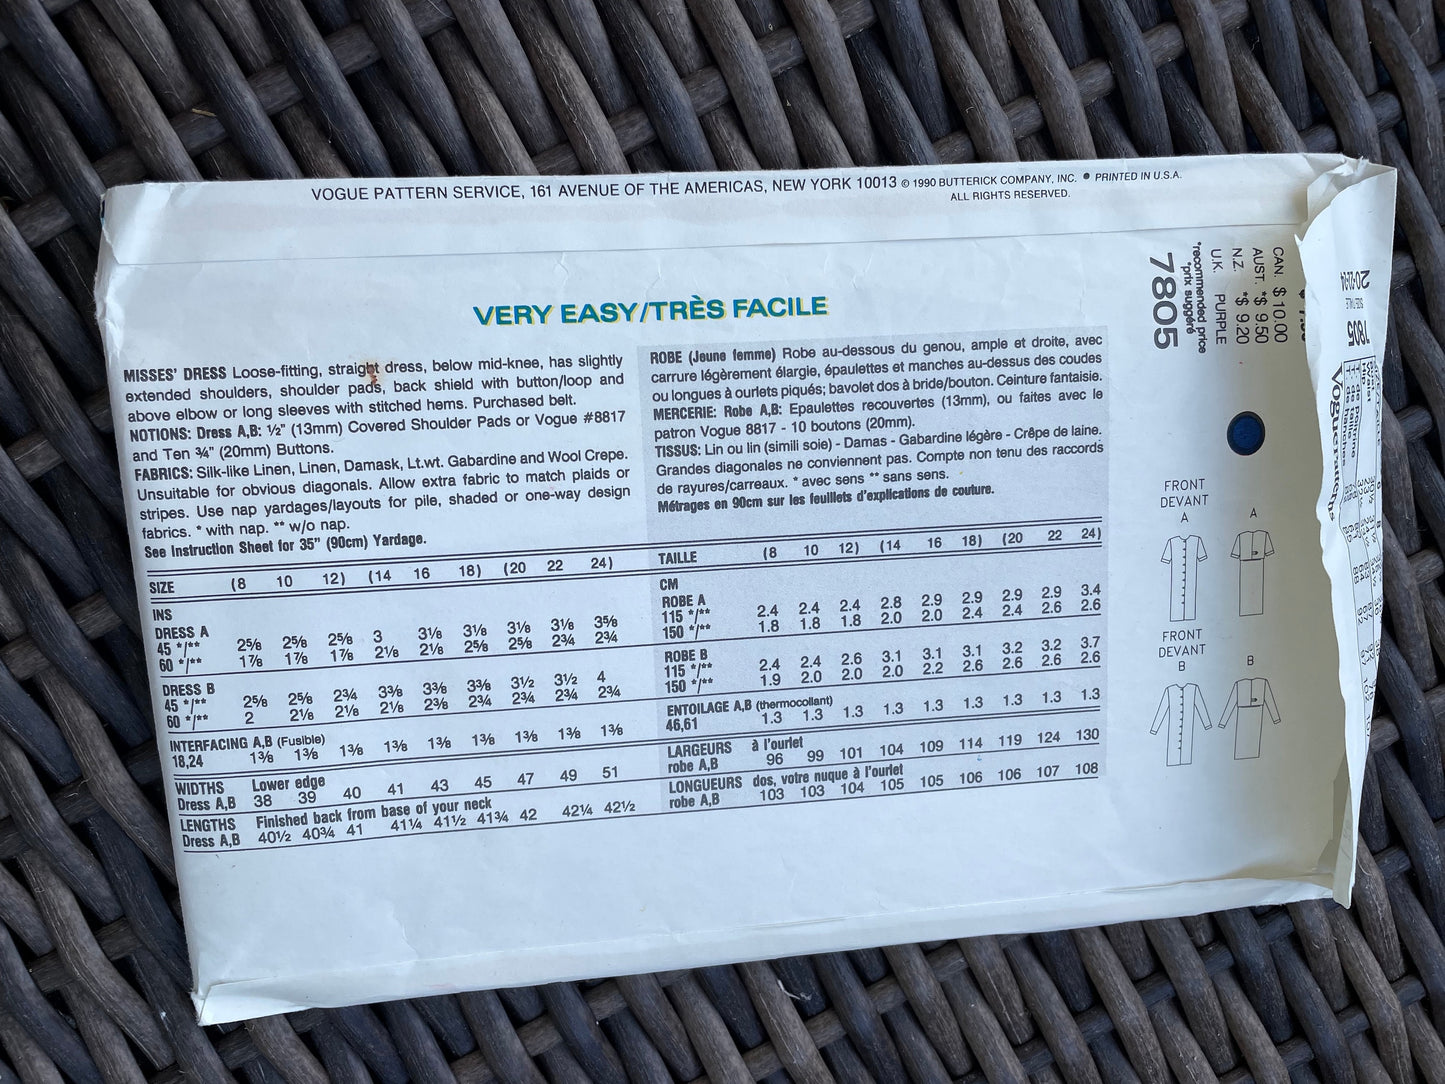 VOGUE PATTERN SERVICE, 161 AVENUE OF THE AMERICAS, NEW YORK 10013 © 1990 BUTTERICK COMPANY, INC. • PRINTED IN U.S.A.
ALL RIGHTS RESERVED.
VERY EASY/TRÈS FACILE
MISSES' DRESS Loose-fitting, straight dress, below mid-knee, has slightly
extended shoulders, shoulder pads, back shield with button/loop and
above elbow or long sleeves with stitched hems. Purchased belt.
NOTIONS: Dress A,B: ½" (13mm) Covered Shoulder Pads or Vogue #8817
and Ten ¾" (20mm) Buttons.
FABRICS: Silk-like Linen, Linen, Damask, Lt.wt. Gabardine and Wool Crepe.
Unsuitable for obvious diagonals. Allow extra fabric to match plaids or
stripes. Use nap yardages/layouts for pile, shaded or one-way design
fabrics. * with nap. ** w/o nap.
See Instruction Sheet for 35" (90cm) Yardage.
SIZE (8 10 12) (14 16 18) (20 22 24)
INS
DRESS A
45 */** 2⅝ 2⅝ 2⅝ 3 3⅛ 3⅛ 3⅛ 3⅛ 3⅝
60 */** 1⅞ 1⅞ 1⅞ 2⅛ 2⅛ 2⅝ 2⅝ 2¾ 2¾
DRESS B
45 */** 2⅝ 2⅝ 2¾ 3⅜ 3⅜ 3⅜ 3½ 3½ 4
60 */** 2 2⅛ 2⅛ 2⅛ 2⅜ 2¾ 2¾ 2¾ 2¾
INTERFACING A,B (Fusible)
18,24 1⅜ 1⅜ 1⅜ 1⅜ 1⅜ 1⅜ 1⅜ 1⅜ 1⅜
WIDTHS Lower edge
Dress A,B 38 39 40 41 43 45 47 49 51
LENGTHS Finished back from base of your neck
Dress A,B 40½ 40¾ 41 41¼ 41½ 41¾ 42 42¼ 42½
ROBE (Jeune femme) Robe au-dessous du genou, ample et droite, avec
carrure légèrement élargie, épaulettes et manches au-dessus des coudes
ou longues à ourlets piqués; bavolet dos à bride/bouton. Ceinture fantaisie.
MERCERIE: Robe A,B: Epaulettes recouvertes (13mm), ou faites avec le
patron Vogue 8817 - 10 boutons (20mm).
TISSUS: Lin ou lin (simili soie) - Damas - Gabardine légère - Crêpe de laine.
Grandes diagonales ne conviennent pas. Compte non tenu des raccords
de rayures/carreaux. * avec sens ** sans sens.
Métrages en 90cm sur les feuillets d'explications de couture.
TAILLE (8 10 12) (14 16 18) (20 22 24)
CM
ROBE A
115 */** 2.4 2.4 2.4 2.8 2.9 2.9 2.9 2.9 3.4
150 */** 1.8 1.8 1.8 2.0 2.0 2.4 2.4 2.6 2.6
ROBE B
115 */** 2.4 2.4 2.6 3.1 3.1 3.1 3.2 3.2 3.7
150 */** 1.9 2.0 2.0 2.0 2.2 2.6 2.6 2.6 2.6
ENTOILAGE A,B (thermocollant)
46,61 1.3 1.3 1.3 1.3 1.3 1.3 1.3 1.3 1.3
LARGEURS à l'ourlet
robe A,B 96 99 101 104 109 114 119 124 130
LONGUEURS dos, votre nuque à l'ourlet
robe A,B 103 103 104 105 105 106 106 107 108
CAN. $ 10.00
AUST. *$ 9.50
N.Z. *$ 9.20
U.K. PURPLE
*recommended price
*prix suggéré
7805
FRONT
DEVANT
A
A
FRONT
DEVANT
B
B
20-22-24
7805